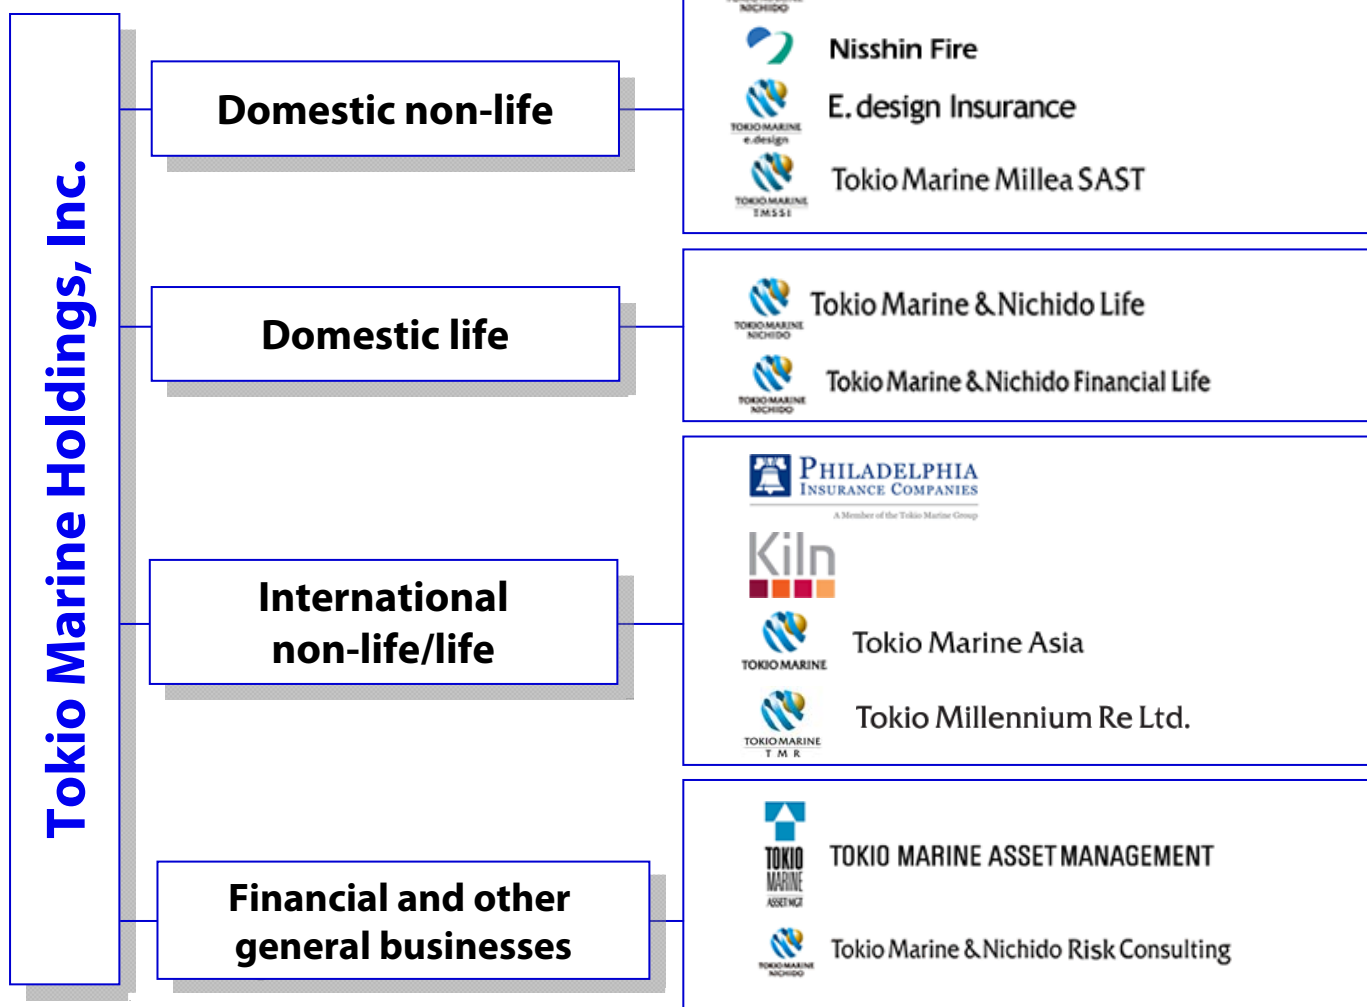 Tokio Marine Holdings, Inc.
Domestic non-life
NICHIDO
Nisshin Fire
TOKIO MARINE
e.design
E. design Insurance
TOKIO MARINE
TMSSI
Tokio Marine Millea SAST
Domestic life
TOKIO MARINE
NICHIDO
Tokio Marine & Nichido Life
TOKIO MARINE
NICHIDO
Tokio Marine & Nichido Financial Life
International
non-life/life
PHILADELPHIA
INSURANCE COMPANIES
A Member of the Tokio Marine Group
Kiln
TOKIO MARINE
Tokio Marine Asia
TOKIO MARINE
T M R
Tokio Millennium Re Ltd.
Financial and other
general businesses
TOKIO
MARINE
ASSET MGT
TOKIO MARINE ASSET MANAGEMENT
TOKIO MARINE
NICHIDO
Tokio Marine & Nichido Risk Consulting